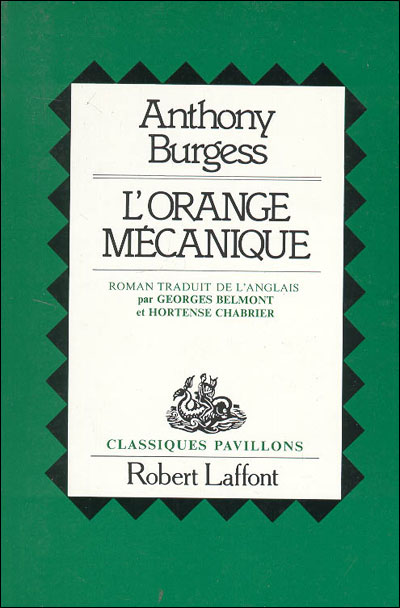 Anthony
Burgess
L'ORANGE
MÉCANIQUE
ROMAN TRADUIT DE L'ANGLAIS
par GEORGES BELMONT
et HORTENSE CHABRIER
CLASSIQUES PAVILLONS
Robert Laffont